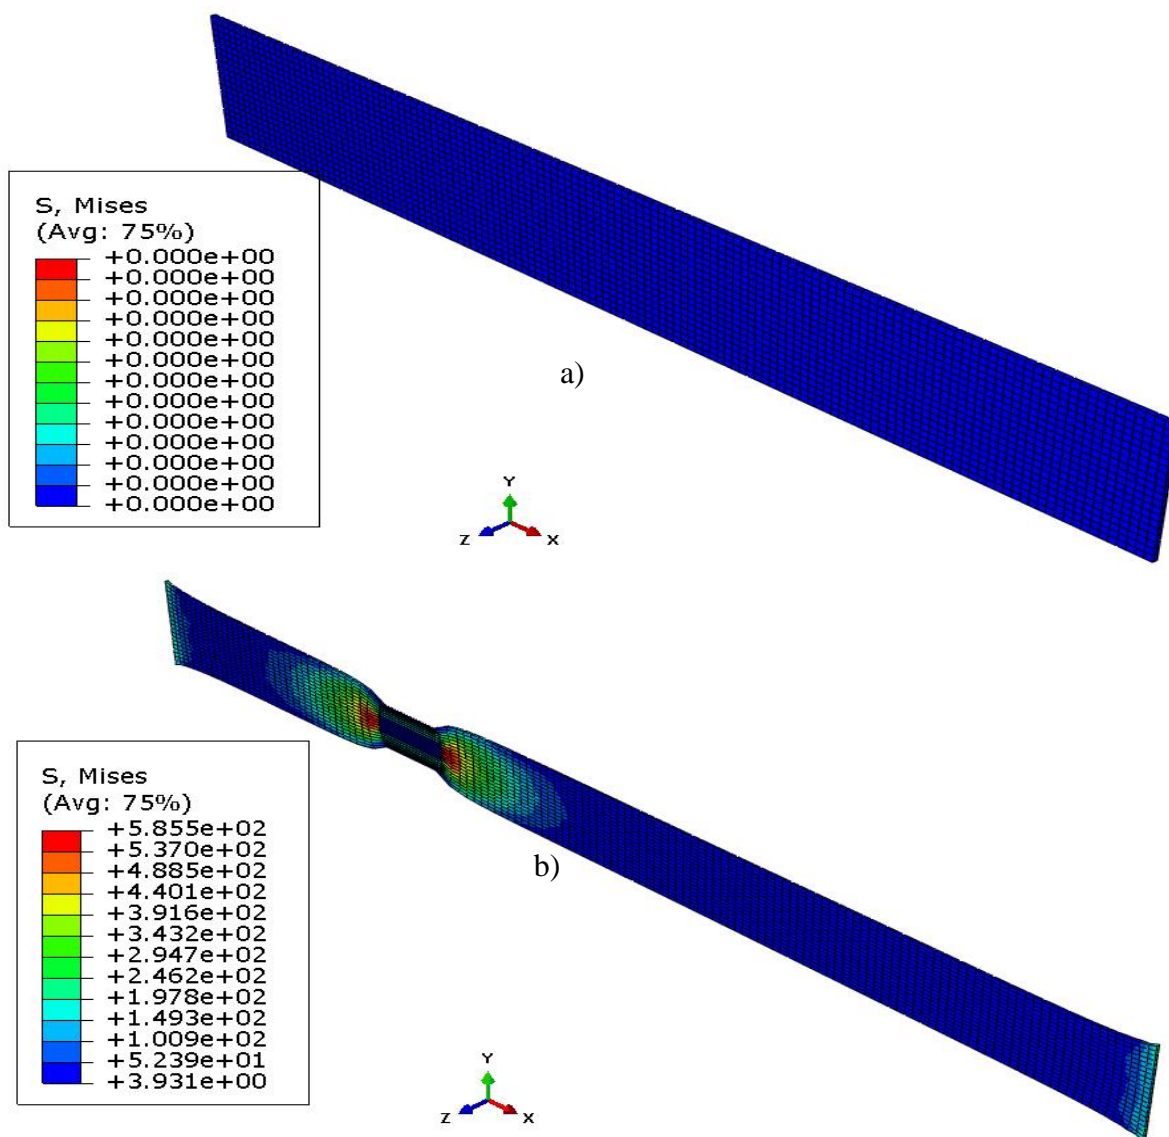 S, Mises
(Avg: 75%)
+0.000e+00
+0.000e+00
+0.000e+00
+0.000e+00
+0.000e+00
+0.000e+00
+0.000e+00
+0.000e+00
+0.000e+00
+0.000e+00
+0.000e+00
+0.000e+00
+0.000e+00
a)
Y
Z
X
S, Mises
(Avg: 75%)
+5.855e+02
+5.370e+02
+4.885e+02
+4.401e+02
+3.916e+02
+3.432e+02
+2.947e+02
+2.462e+02
+1.978e+02
+1.493e+02
+1.009e+02
+5.239e+01
+3.931e+00
b)
Y
Z
X